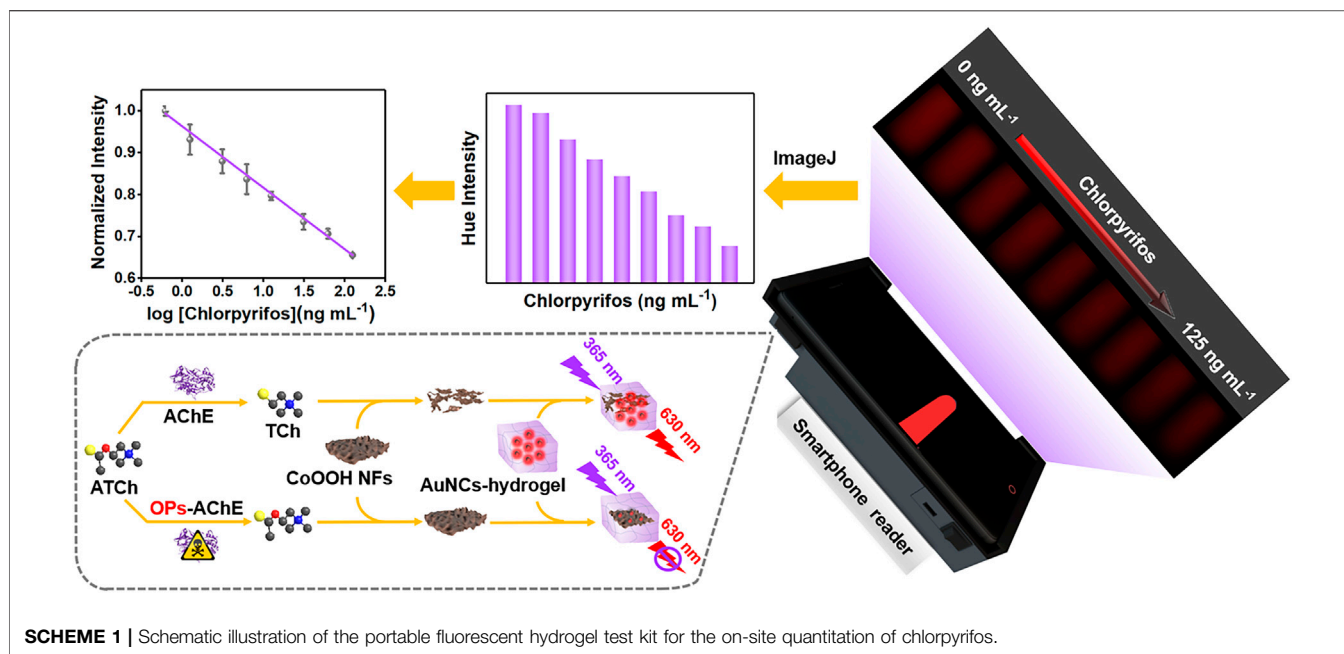 Normalized Intensity
1.0
0.9
0.8
0.7
0.6
-0.5 0.0 0.5 1.0 1.5 2.0 2.5
log [Chlorpyrifos](ng mL⁻¹)
Hue Intensity
Chlorpyrifos (ng mL⁻¹)
ImageJ
0 ng mL⁻¹
Chlorpyrifos
125 ng mL⁻¹
Smartphone reader
ATCh
AChE
TCh
OPs-AChE
CoOOH NFs
AuNCs-hydrogel
365 nm
630 nm
365 nm
630 nm
SCHEME 1 | Schematic illustration of the portable fluorescent hydrogel test kit for the on-site quantitation of chlorpyrifos.